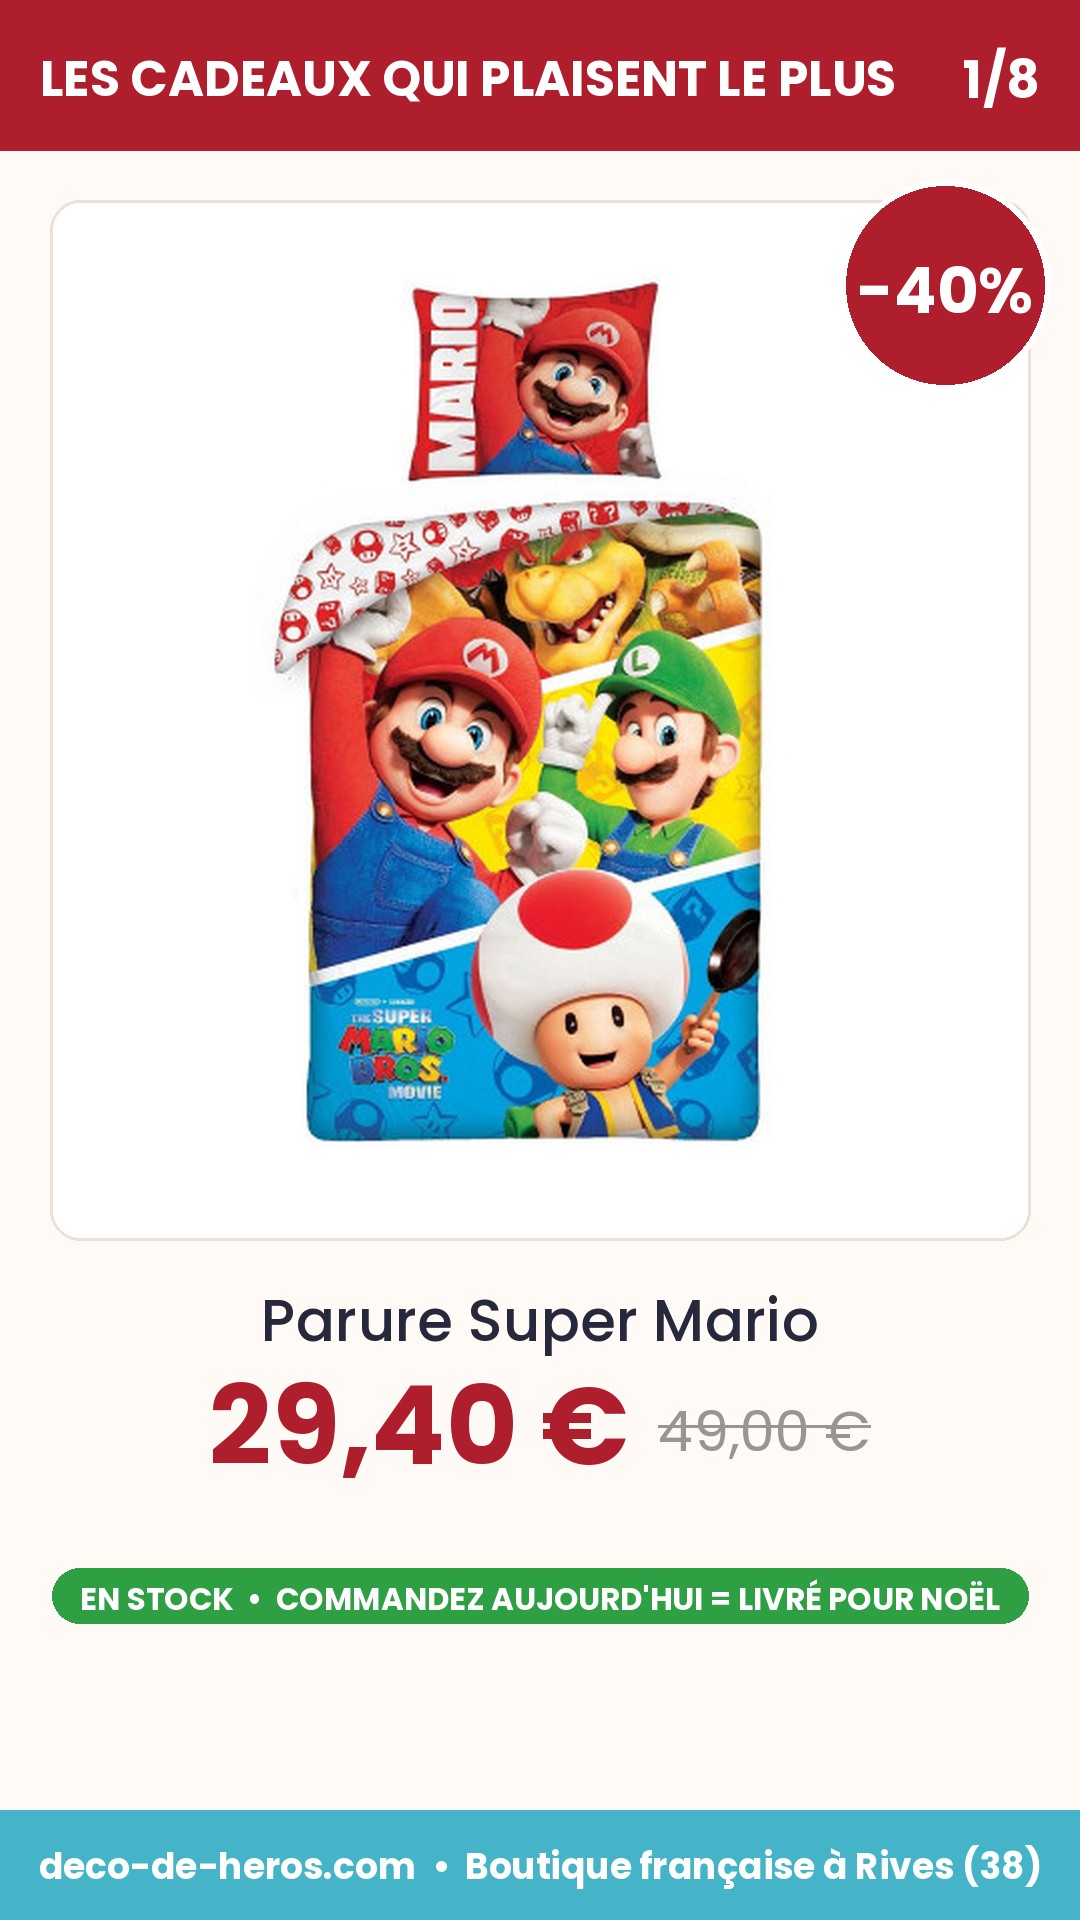 LES CADEAUX QUI PLAISENT LE PLUS 1/8
-40%
MARIO
THE SUPER
MARIO
BROS.
MOVIE
Parure Super Mario
29,40 € 49,00 €
EN STOCK • COMMANDEZ AUJOURD'HUI = LIVRÉ POUR NOËL
deco-de-heros.com • Boutique française à Rives (38)